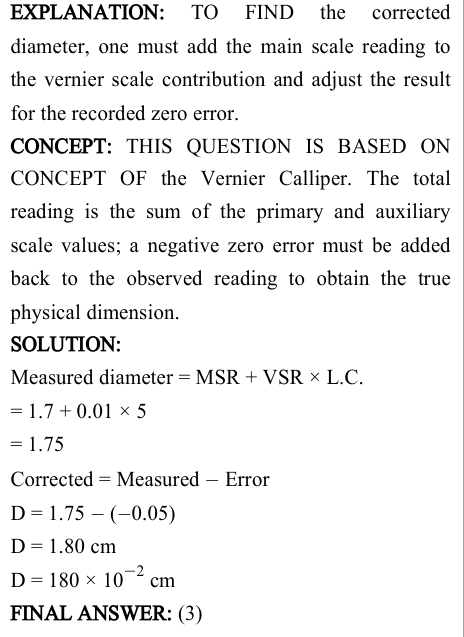 EXPLANATION: TO FIND the corrected
diameter, one must add the main scale reading to
the vernier scale contribution and adjust the result
for the recorded zero error.
CONCEPT: THIS QUESTION IS BASED ON
CONCEPT OF the Vernier Calliper. The total
reading is the sum of the primary and auxiliary
scale values; a negative zero error must be added
back to the observed reading to obtain the true
physical dimension.
SOLUTION:
Measured diameter = MSR + VSR × L.C.
= 1.7 + 0.01 × 5
= 1.75
Corrected = Measured − Error
D = 1.75 − (−0.05)
D = 1.80 cm
D = 180 × 10⁻² cm
FINAL ANSWER: (3)